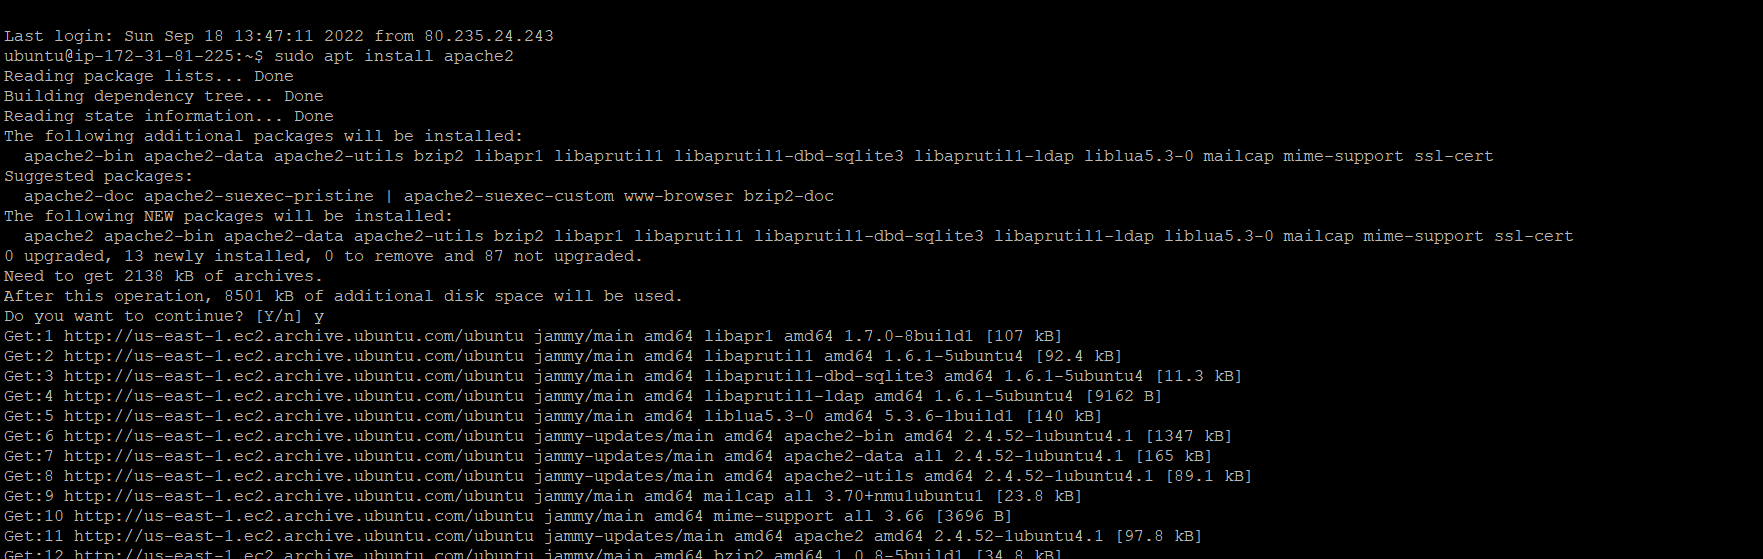 Last login: Sun Sep 18 13:47:11 2022 from 80.235.24.243
ubuntu@ip-172-31-81-225:~$ sudo apt install apache2
Reading package lists... Done
Building dependency tree... Done
Reading state information... Done
The following additional packages will be installed:
  apache2-bin apache2-data apache2-utils bzip2 libapr1 libaprutil1 libaprutil1-dbd-sqlite3 libaprutil1-ldap liblua5.3-0 mailcap mime-support ssl-cert
Suggested packages:
  apache2-doc apache2-suexec-pristine | apache2-suexec-custom www-browser bzip2-doc
The following NEW packages will be installed:
  apache2 apache2-bin apache2-data apache2-utils bzip2 libapr1 libaprutil1 libaprutil1-dbd-sqlite3 libaprutil1-ldap liblua5.3-0 mailcap mime-support ssl-cert
0 upgraded, 13 newly installed, 0 to remove and 87 not upgraded.
Need to get 2138 kB of archives.
After this operation, 8501 kB of additional disk space will be used.
Do you want to continue? [Y/n] y
Get:1 http://us-east-1.ec2.archive.ubuntu.com/ubuntu jammy/main amd64 libapr1 amd64 1.7.0-8build1 [107 kB]
Get:2 http://us-east-1.ec2.archive.ubuntu.com/ubuntu jammy/main amd64 libaprutil1 amd64 1.6.1-5ubuntu4 [92.4 kB]
Get:3 http://us-east-1.ec2.archive.ubuntu.com/ubuntu jammy/main amd64 libaprutil1-dbd-sqlite3 amd64 1.6.1-5ubuntu4 [11.3 kB]
Get:4 http://us-east-1.ec2.archive.ubuntu.com/ubuntu jammy/main amd64 libaprutil1-ldap amd64 1.6.1-5ubuntu4 [9162 B]
Get:5 http://us-east-1.ec2.archive.ubuntu.com/ubuntu jammy/main amd64 liblua5.3-0 amd64 5.3.6-1build1 [140 kB]
Get:6 http://us-east-1.ec2.archive.ubuntu.com/ubuntu jammy-updates/main amd64 apache2-bin amd64 2.4.52-1ubuntu4.1 [1347 kB]
Get:7 http://us-east-1.ec2.archive.ubuntu.com/ubuntu jammy-updates/main amd64 apache2-data all 2.4.52-1ubuntu4.1 [165 kB]
Get:8 http://us-east-1.ec2.archive.ubuntu.com/ubuntu jammy-updates/main amd64 apache2-utils amd64 2.4.52-1ubuntu4.1 [89.1 kB]
Get:9 http://us-east-1.ec2.archive.ubuntu.com/ubuntu jammy/main amd64 mailcap all 3.70+nmu1ubuntu1 [23.8 kB]
Get:10 http://us-east-1.ec2.archive.ubuntu.com/ubuntu jammy/main amd64 mime-support all 3.66 [3696 B]
Get:11 http://us-east-1.ec2.archive.ubuntu.com/ubuntu jammy-updates/main amd64 apache2 amd64 2.4.52-1ubuntu4.1 [97.8 kB]
Get:12 http://us-east-1.ec2.archive.ubuntu.com/ubuntu jammy/main amd64 bzip2 amd64 1.0.8-5build1 [34.8 kB]